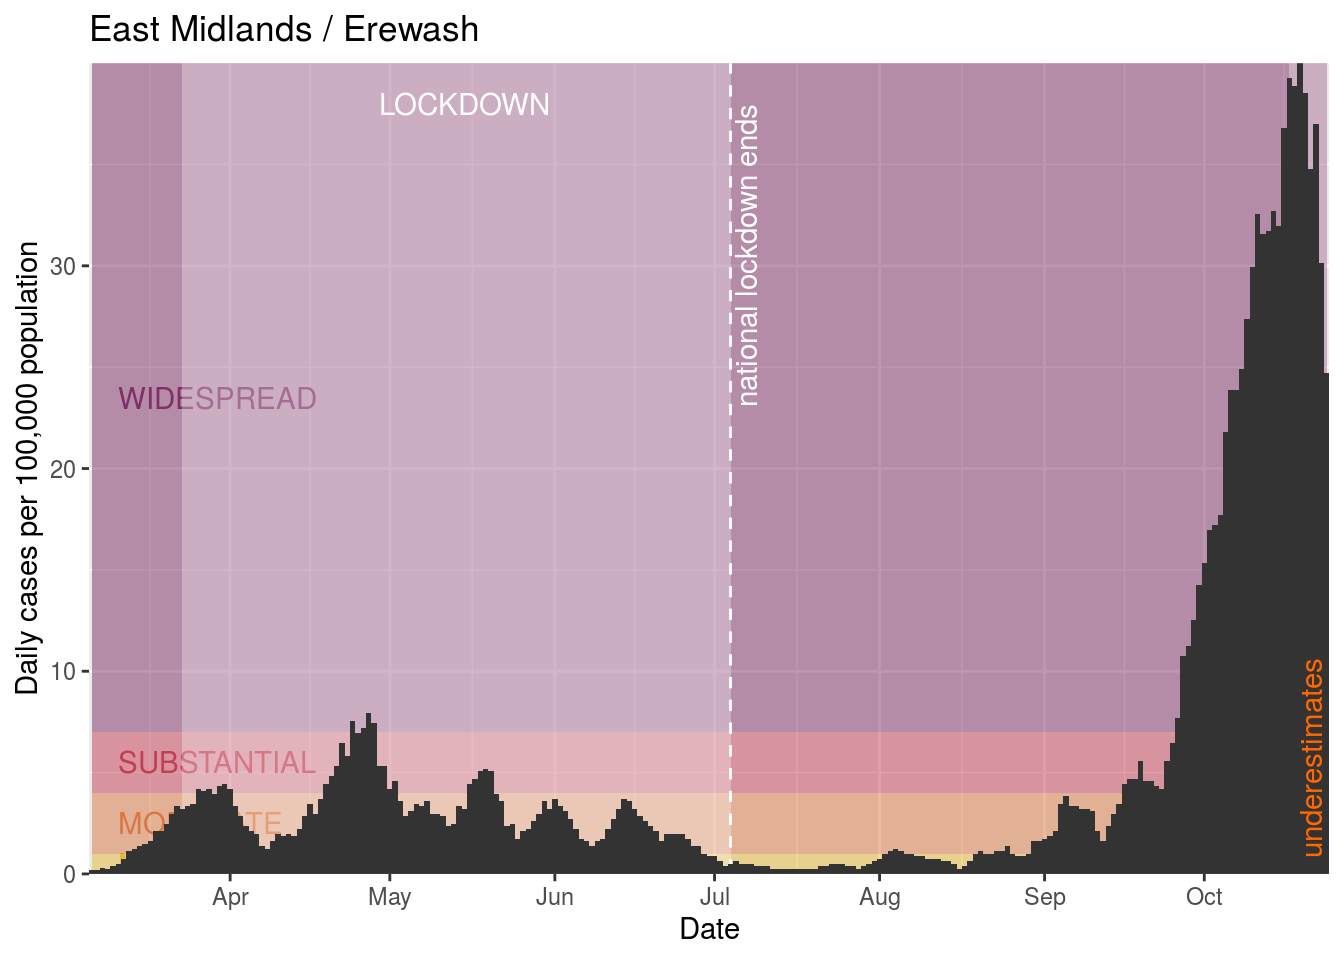 East Midlands / Erewash
LOCKDOWN
national lockdown ends
WIDESPREAD
SUBSTANTIAL
underestimates
Daily cases per 100,000 population
30
20
10
0
Apr
May
Jun
Jul
Aug
Sep
Oct
Date